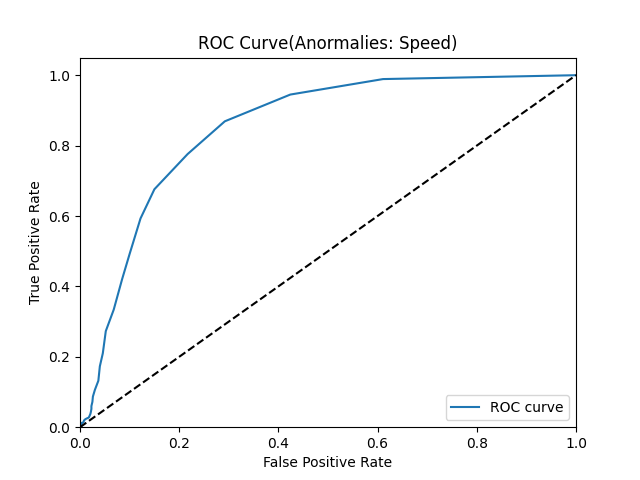 ROC Curve(Anormalies: Speed)
True Positive Rate
1.0
0.8
0.6
0.4
0.2
0.0
0.0 0.2 0.4 0.6 0.8 1.0
False Positive Rate
ROC curve